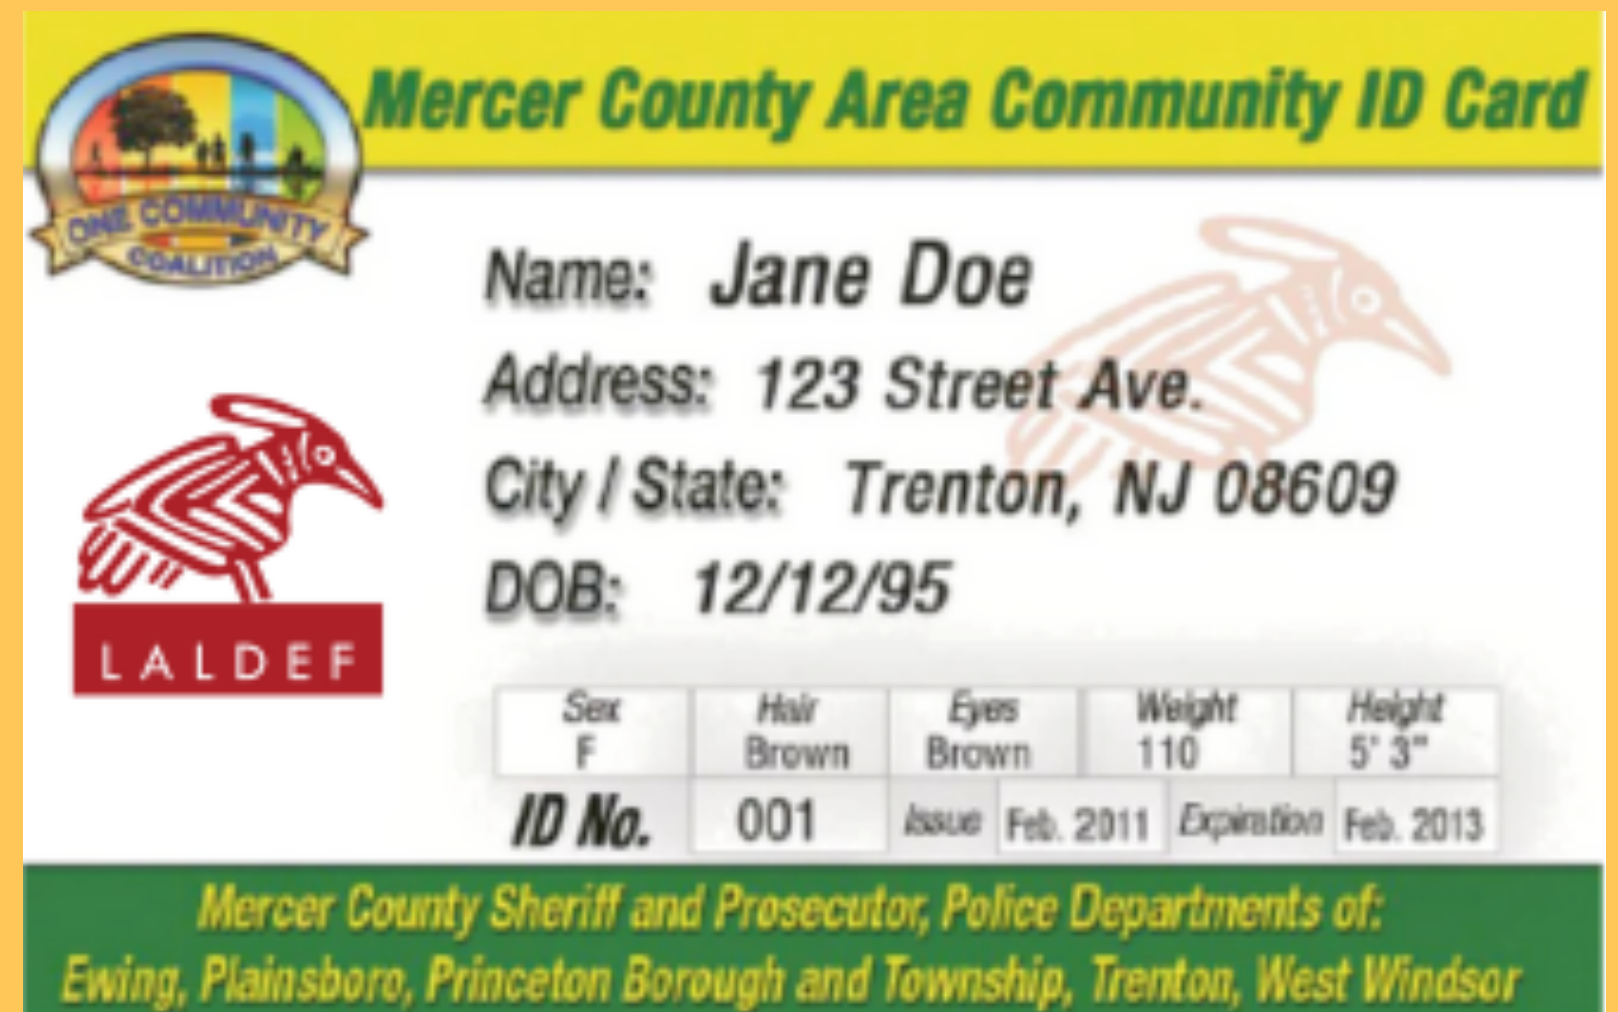 Mercer County Area Community ID Card
ONE COMMUNITY
COALITION
Name: Jane Doe
Address: 123 Street Ave.
City / State: Trenton, NJ 08609
DOB: 12/12/95
LALDEF
Sex Hair Eyes Weight Height
F Brown Brown 110 5' 3"
ID No. 001 Issue Feb. 2011 Expiration Feb. 2013
Mercer County Sheriff and Prosecutor, Police Departments of:
Ewing, Plainsboro, Princeton Borough and Township, Trenton, West Windsor